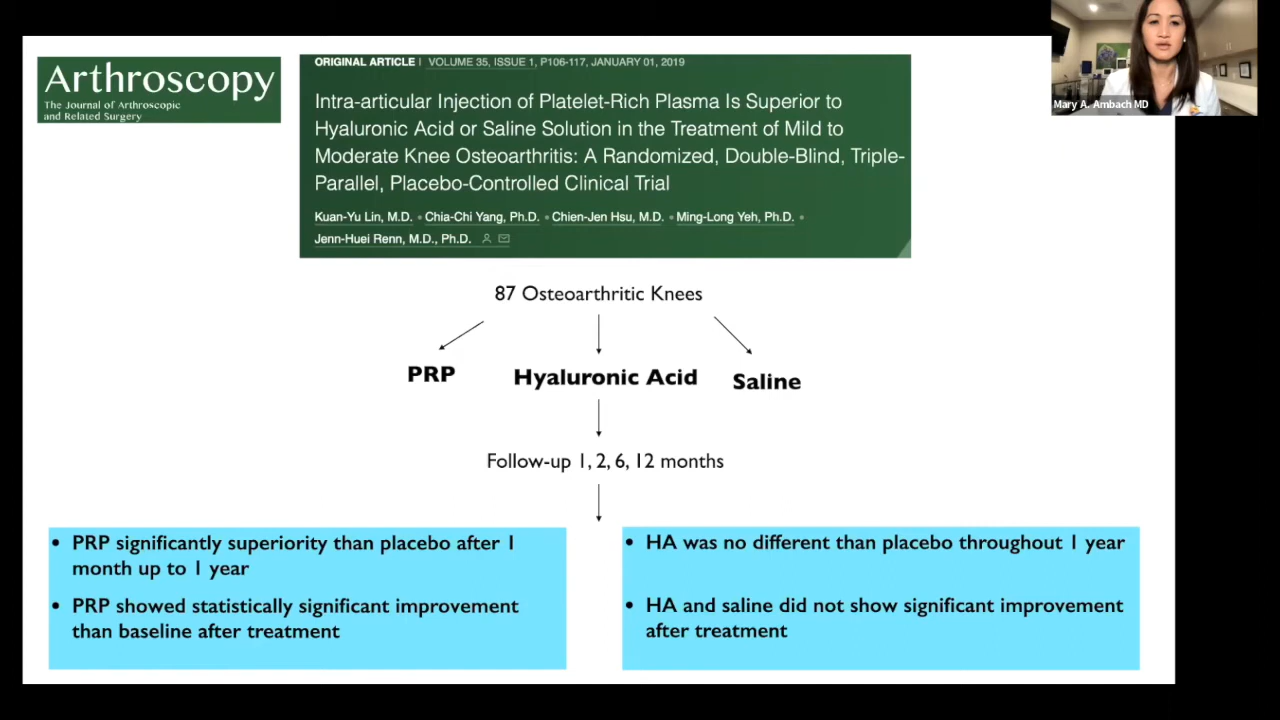 Arthroscopy
The Journal of Arthroscopic
and Related Surgery
ORIGINAL ARTICLE | VOLUME 35, ISSUE 1, P106-117, JANUARY 01, 2019
Intra-articular Injection of Platelet-Rich Plasma Is Superior to
Hyaluronic Acid or Saline Solution in the Treatment of Mild to
Moderate Knee Osteoarthritis: A Randomized, Double-Blind, Triple-
Parallel, Placebo-Controlled Clinical Trial
Kuan-Yu Lin, M.D. • Chia-Chi Yang, Ph.D. • Chien-Jen Hsu, M.D. • Ming-Long Yeh, Ph.D. •
Jenn-Huei Renn, M.D., Ph.D.
Mary A. Ambach MD
87 Osteoarthritic Knees
PRP
Hyaluronic Acid
Saline
Follow-up 1, 2, 6, 12 months
• PRP significantly superiority than placebo after 1
month up to 1 year
• PRP showed statistically significant improvement
than baseline after treatment
• HA was no different than placebo throughout 1 year
• HA and saline did not show significant improvement
after treatment